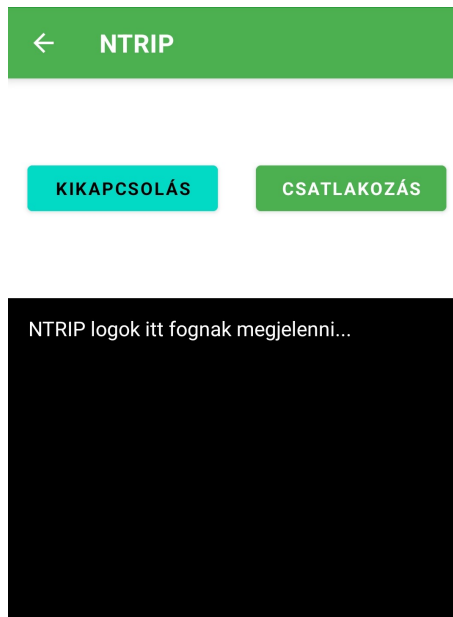 NTRIP
KIKAPCSOLÁS
CSATLAKOZÁS
NTRIP logok itt fognak megjelenni...